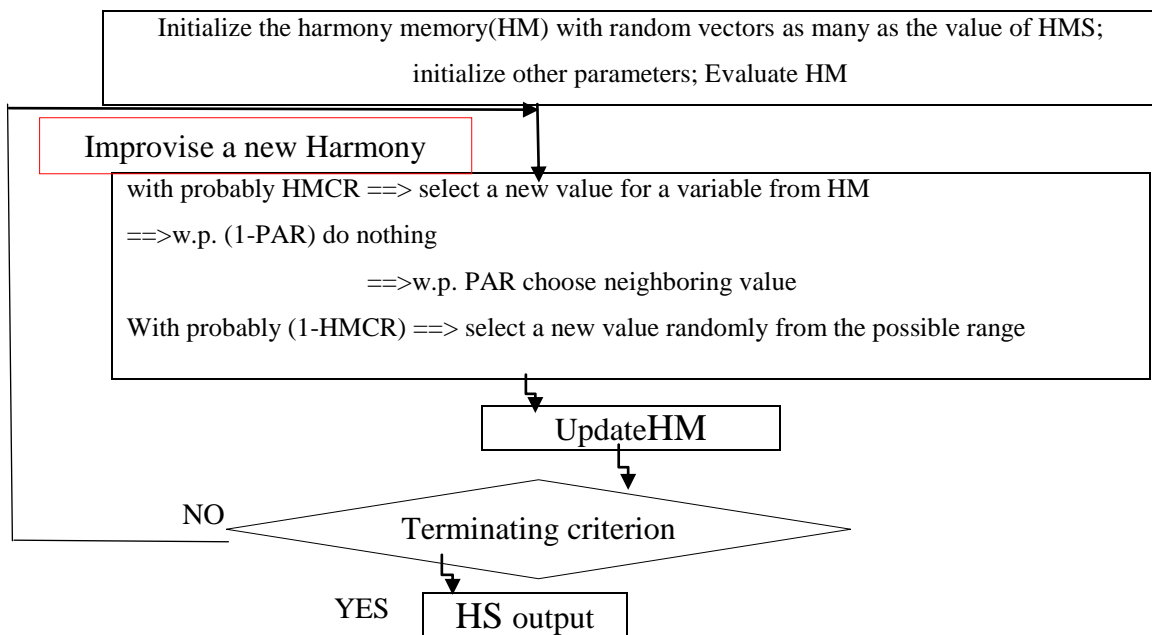 Initialize the harmony memory(HM) with random vectors as many as the value of HMS;
initialize other parameters; Evaluate HM
Improvise a new Harmony
with probably HMCR ==> select a new value for a variable from HM
==>w.p. (1-PAR) do nothing
==>w.p. PAR choose neighboring value
With probably (1-HMCR) ==> select a new value randomly from the possible range
UpdateHM
NO
Terminating criterion
YES
HS output